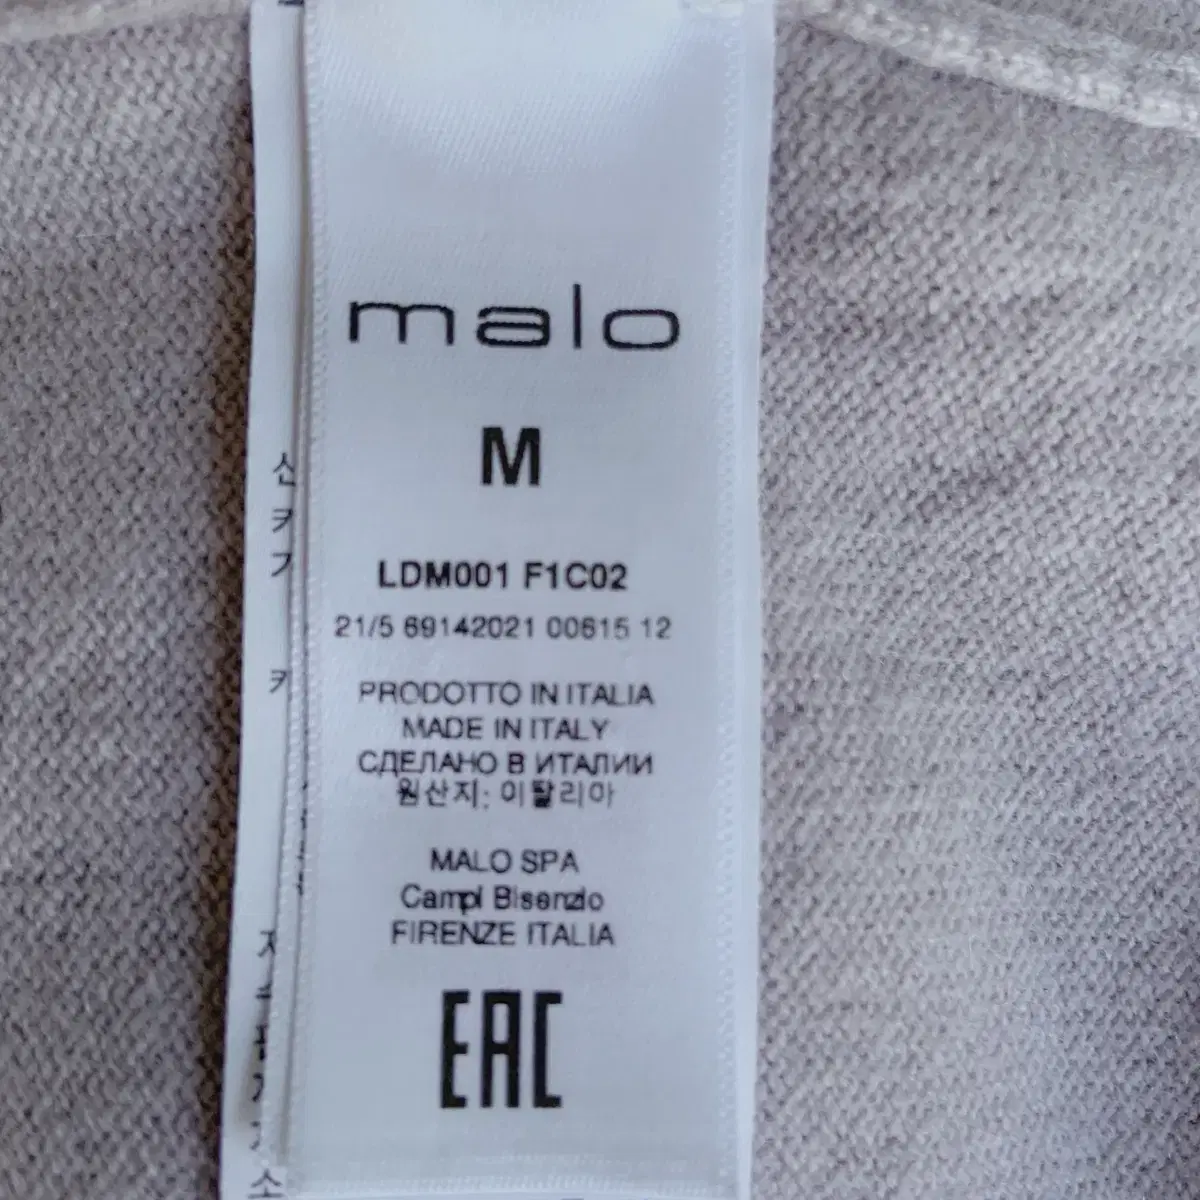 malo
M
LDM001 F1C02
21/5 69142021 00615 12
PRODOTTO IN ITALIA
MADE IN ITALY
СДЕЛАНО В ИТАЛИИ
원산지: 이탈리아
MALO SPA
Campi Bisenzio
FIRENZE ITALIA
EAC